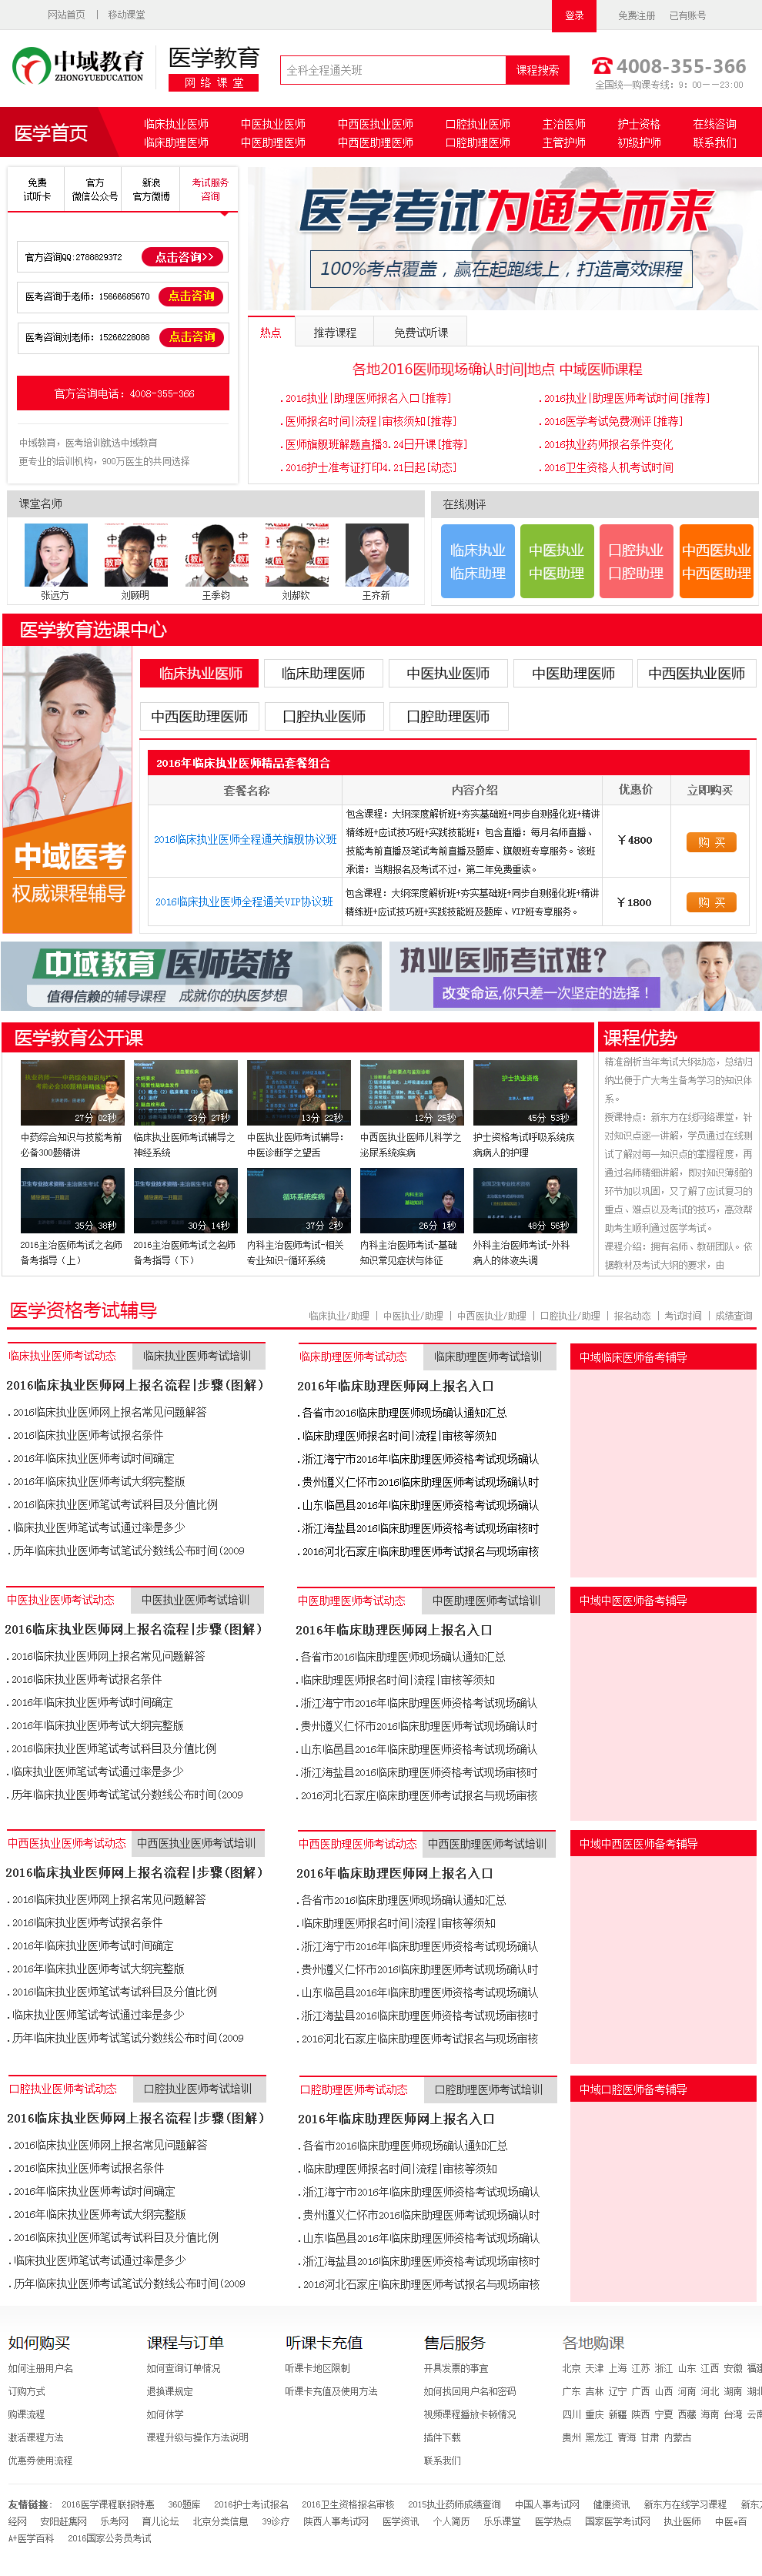 网站首页 | 移动课堂 登录 免费注册 已有账号
中域教育 ZHONGYUEDUCATION 医学教育 网络课堂 全科全程通关班 课程搜索 4008-355-366
全国统一购课专线：9：00－－23:00
医学首页
临床执业医师 中医执业医师 中西医执业医师 口腔执业医师 主治医师 护士资格 在线咨询
临床助理医师 中医助理医师 中西医助理医师 口腔助理医师 主管护师 初级护师 联系我们
免费 试听卡
官方 微信公众号
新浪 官方微博
考试服务 咨询
官方咨询QQ:2788829372 点击咨询>>
医考咨询于老师：15666685670 点击咨询
医考咨询刘老师：15266228088 点击咨询
官方咨询电话：4008-355-366
中域教育，医考培训就选中域教育
更专业的培训机构，900万医生的共同选择
医学考试为通关而来
100%考点覆盖，赢在起跑线上，打造高效课程
热点 推荐课程 免费试听课
各地2016医师现场确认时间|地点 中域医师课程
.2016执业|助理医师报名入口[推荐] .2016执业|助理医师考试时间[推荐]
.医师报名时间|流程|审核须知[推荐] .2016医学考试免费测评[推荐]
.医师旗舰班解题直播3.24日开课[推荐] .2016执业药师报名条件变化
.2016护士准考证打印4.21日起[动态] .2016卫生资格人机考试时间
课堂名师
张远方 刘颐明 王季钧 刘郝钦 王齐新
在线测评
临床执业 中医执业 口腔执业 中西医执业
临床助理 中医助理 口腔助理 中西医助理
医学教育选课中心
中域医考
权威课程辅导
临床执业医师 临床助理医师 中医执业医师 中医助理医师 中西医执业医师
中西医助理医师 口腔执业医师 口腔助理医师
2016年临床执业医师精品套餐组合
套餐名称 内容介绍 优惠价 立即购买
2016临床执业医师全程通关旗舰协议班
包含课程：大纲深度解析班+夯实基础班+同步自测强化班+精讲
精练班+应试技巧班+实践技能班；包含直播：每月名师直播、
技能考前直播及笔试考前直播及题库、旗舰班专享服务。该班
承诺：当期报名及考试不过，第二年免费重读。
￥4800 购 买
2016临床执业医师全程通关VIP协议班
包含课程：大纲深度解析班+夯实基础班+同步自测强化班+精讲
精练班+应试技巧班+实践技能班及题库、VIP班专享服务。
￥1800 购 买
中域教育 医师资格
值得信赖的辅导课程 成就你的执医梦想
执业医师考试难?
改变命运,你只差一次坚定的选择！
医学教育公开课
27分 02秒 23分 27秒 13分 22秒 12分 25秒 45分 53秒
护士执业资格
中药综合知识与技能考前必备300题精讲
临床执业医师考试辅导之神经系统
中医执业医师考试辅导:中医诊断学之望舌
中西医执业医师儿科学之泌尿系统疾病
护士资格考试呼吸系统疾病病人的护理
循环系统疾病
35分 38秒 30分 14秒 37分 2秒 26分 1秒 48分 56秒
2016主治医师考试之名师备考指导（上）
2016主治医师考试之名师备考指导（下）
内科主治医师考试-相关专业知识-循环系统
内科主治医师考试-基础知识常见症状与体征
外科主治医师考试-外科病人的体液失调
课程优势
精准剖析当年考试大纲动态，总结归
纳出便于广大考生备考学习的知识体
系。
授课特点：新东方在线网络课堂，针
对知识点逐一讲解，学员通过在线测
试了解对每一知识点的掌握程度，再
通过名师精细讲解，即对知识薄弱的
环节加以巩固，又了解了应试复习的
重点、难点以及考试的技巧，高效帮
助考生顺利通过医学考试。
课程介绍：拥有名师、教研团队。依
据教材及考试大纲的要求，由
医学资格考试辅导
临床执业/助理 | 中医执业/助理 | 中西医执业/助理 | 口腔执业/助理 | 报名动态 | 考试时间 | 成绩查询
临床执业医师考试动态 临床执业医师考试培训
2016临床执业医师网上报名流程|步骤(图解)
.2016临床执业医师网上报名常见问题解答
.2016临床执业医师考试报名条件
.2016年临床执业医师考试时间确定
.2016年临床执业医师考试大纲完整版
.2016临床执业医师笔试考试科目及分值比例
.临床执业医师笔试考试通过率是多少
.历年临床执业医师考试笔试分数线公布时间(2009
临床助理医师考试动态 临床助理医师考试培训
2016年临床助理医师网上报名入口
.各省市2016临床助理医师现场确认通知汇总
.临床助理医师报名时间|流程|审核等须知
.浙江海宁市2016年临床助理医师资格考试现场确认
.贵州遵义仁怀市2016临床助理医师考试现场确认时
.山东临邑县2016年临床助理医师资格考试现场确认
.浙江海盐县2016临床助理医师资格考试现场审核时
.2016河北石家庄临床助理医师考试报名与现场审核
中域临床医师备考辅导
中医执业医师考试动态 中医执业医师考试培训
2016临床执业医师网上报名流程|步骤(图解)
.2016临床执业医师网上报名常见问题解答
.2016临床执业医师考试报名条件
.2016年临床执业医师考试时间确定
.2016年临床执业医师考试大纲完整版
.2016临床执业医师笔试考试科目及分值比例
.临床执业医师笔试考试通过率是多少
.历年临床执业医师考试笔试分数线公布时间(2009
中医助理医师考试动态 中医助理医师考试培训
2016年临床助理医师网上报名入口
.各省市2016临床助理医师现场确认通知汇总
.临床助理医师报名时间|流程|审核等须知
.浙江海宁市2016年临床助理医师资格考试现场确认
.贵州遵义仁怀市2016临床助理医师考试现场确认时
.山东临邑县2016年临床助理医师资格考试现场确认
.浙江海盐县2016临床助理医师资格考试现场审核时
.2016河北石家庄临床助理医师考试报名与现场审核
中域中医医师备考辅导
中西医执业医师考试动态 中西医执业医师考试培训
2016临床执业医师网上报名流程|步骤(图解)
.2016临床执业医师网上报名常见问题解答
.2016临床执业医师考试报名条件
.2016年临床执业医师考试时间确定
.2016年临床执业医师考试大纲完整版
.2016临床执业医师笔试考试科目及分值比例
.临床执业医师笔试考试通过率是多少
.历年临床执业医师考试笔试分数线公布时间(2009
中西医助理医师考试动态 中西医助理医师考试培训
2016年临床助理医师网上报名入口
.各省市2016临床助理医师现场确认通知汇总
.临床助理医师报名时间|流程|审核等须知
.浙江海宁市2016年临床助理医师资格考试现场确认
.贵州遵义仁怀市2016临床助理医师考试现场确认时
.山东临邑县2016年临床助理医师资格考试现场确认
.浙江海盐县2016临床助理医师资格考试现场审核时
.2016河北石家庄临床助理医师考试报名与现场审核
中域中西医医师备考辅导
口腔执业医师考试动态 口腔执业医师考试培训
2016临床执业医师网上报名流程|步骤(图解)
.2016临床执业医师网上报名常见问题解答
.2016临床执业医师考试报名条件
.2016年临床执业医师考试时间确定
.2016年临床执业医师考试大纲完整版
.2016临床执业医师笔试考试科目及分值比例
.临床执业医师笔试考试通过率是多少
.历年临床执业医师考试笔试分数线公布时间(2009
口腔助理医师考试动态 口腔助理医师考试培训
2016年临床助理医师网上报名入口
.各省市2016临床助理医师现场确认通知汇总
.临床助理医师报名时间|流程|审核等须知
.浙江海宁市2016年临床助理医师资格考试现场确认
.贵州遵义仁怀市2016临床助理医师考试现场确认时
.山东临邑县2016年临床助理医师资格考试现场确认
.浙江海盐县2016临床助理医师资格考试现场审核时
.2016河北石家庄临床助理医师考试报名与现场审核
中域口腔医师备考辅导
如何购买 课程与订单 听课卡充值 售后服务 各地购课
如何注册用户名 如何查询订单情况 听课卡地区限制 开具发票的事宜 北京 天津 上海 江苏 浙江 山东 江西 安徽 福建
订购方式 退换课规定 听课卡充值及使用方法 如何找回用户名和密码 广东 吉林 辽宁 广西 山西 河南 河北 湖南 湖北
购课流程 如何休学 视频课程播放卡顿情况 四川 重庆 新疆 陕西 宁夏 西藏 海南 台湾 云南
激活课程方法 课程升级与操作方法说明 插件下载 贵州 黑龙江 青海 甘肃 内蒙古
优惠劵使用流程 联系我们
友情链接： 2016医学课程联报特惠 360题库 2016护士考试报名 2016卫生资格报名审核 2015执业药师成绩查询 中国人事考试网 健康资讯 新东方在线学习课程 新东方
经网 安阳赶集网 乐考网 育儿论坛 北京分类信息 39诊疗 陕西人事考试网 医学资讯 个人简历 乐乐课堂 医学热点 国家医学考试网 执业医师 中医e百
A+医学百科 2016国家公务员考试